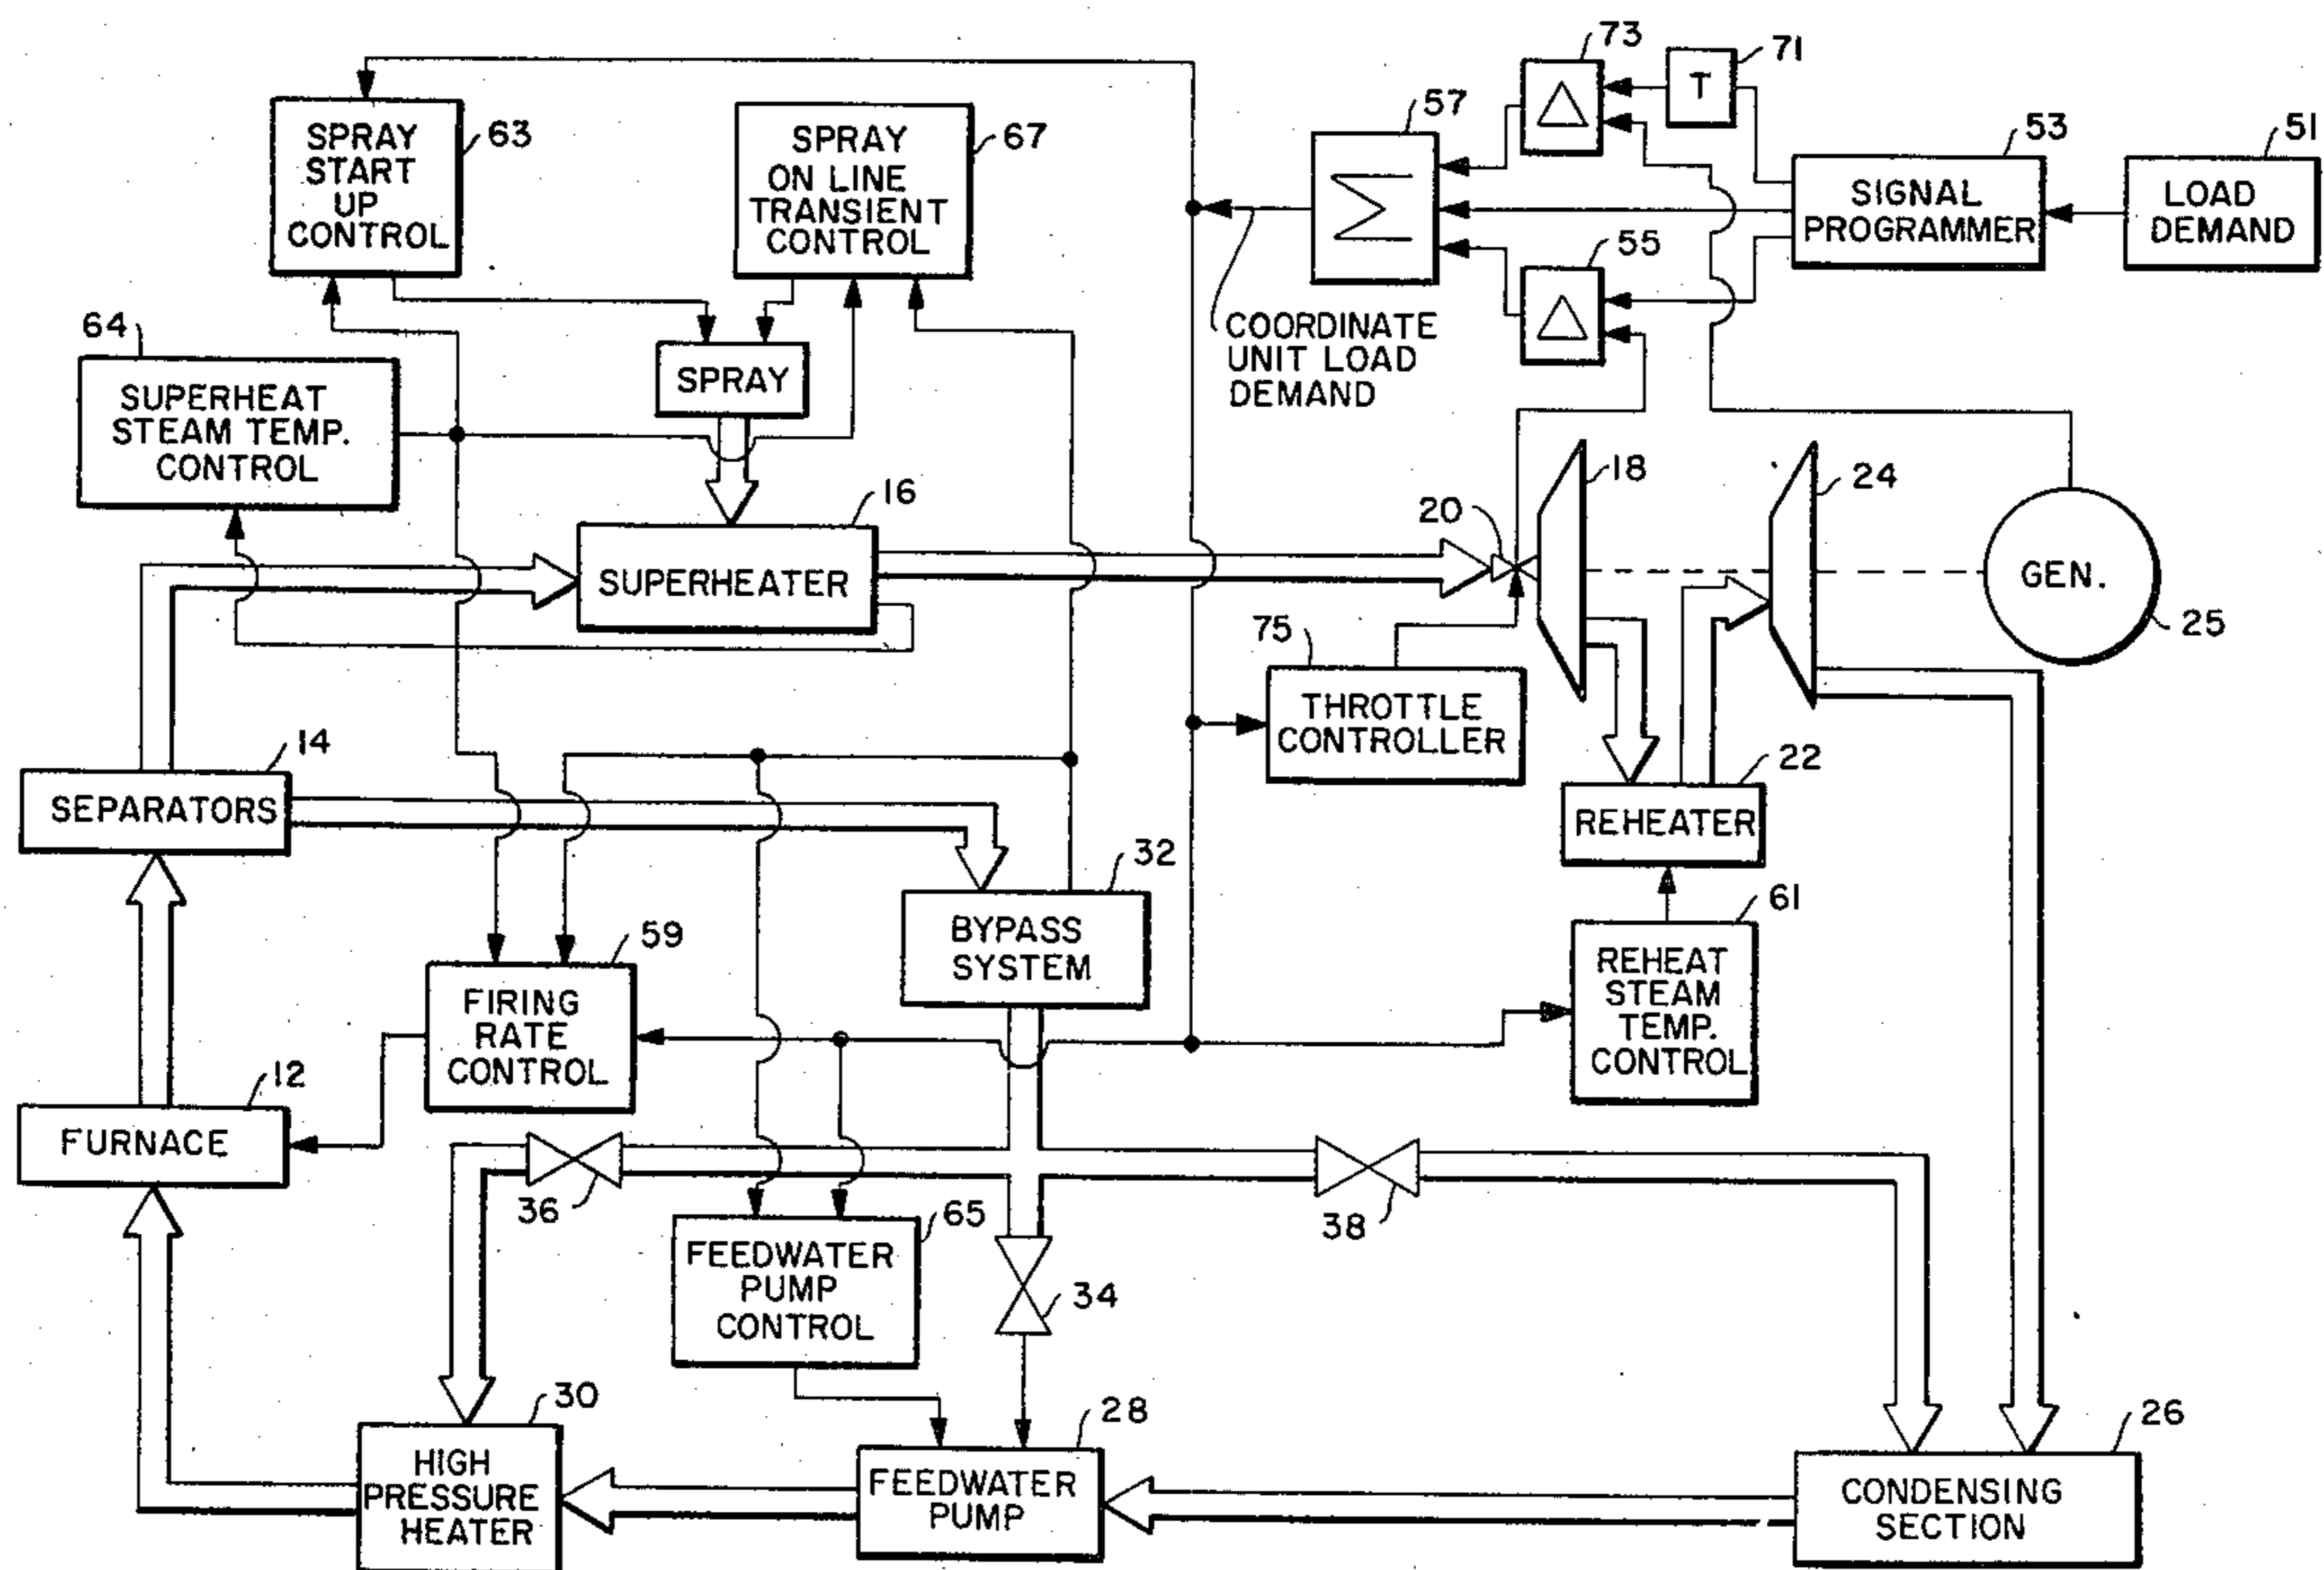 73
71
T
57
53
51
SPRAY
START
UP
CONTROL
63
SPRAY
ON LINE
TRANSIENT
CONTROL
67
SIGNAL
PROGRAMMER
LOAD
DEMAND
55
COORDINATE
UNIT LOAD
DEMAND
64
SUPERHEAT
STEAM TEMP.
CONTROL
SPRAY
18
24
16
20
SUPERHEATER
GEN.
25
75
THROTTLE
CONTROLLER
14
SEPARATORS
22
REHEATER
32
BYPASS
SYSTEM
61
REHEAT
STEAM
TEMP.
CONTROL
59
FIRING
RATE
CONTROL
12
FURNACE
36
38
65
FEEDWATER
PUMP
CONTROL
34
30
HIGH
PRESSURE
HEATER
28
FEEDWATER
PUMP
26
CONDENSING
SECTION